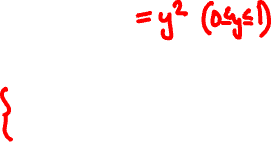 = y² (0≤y≤1)
{